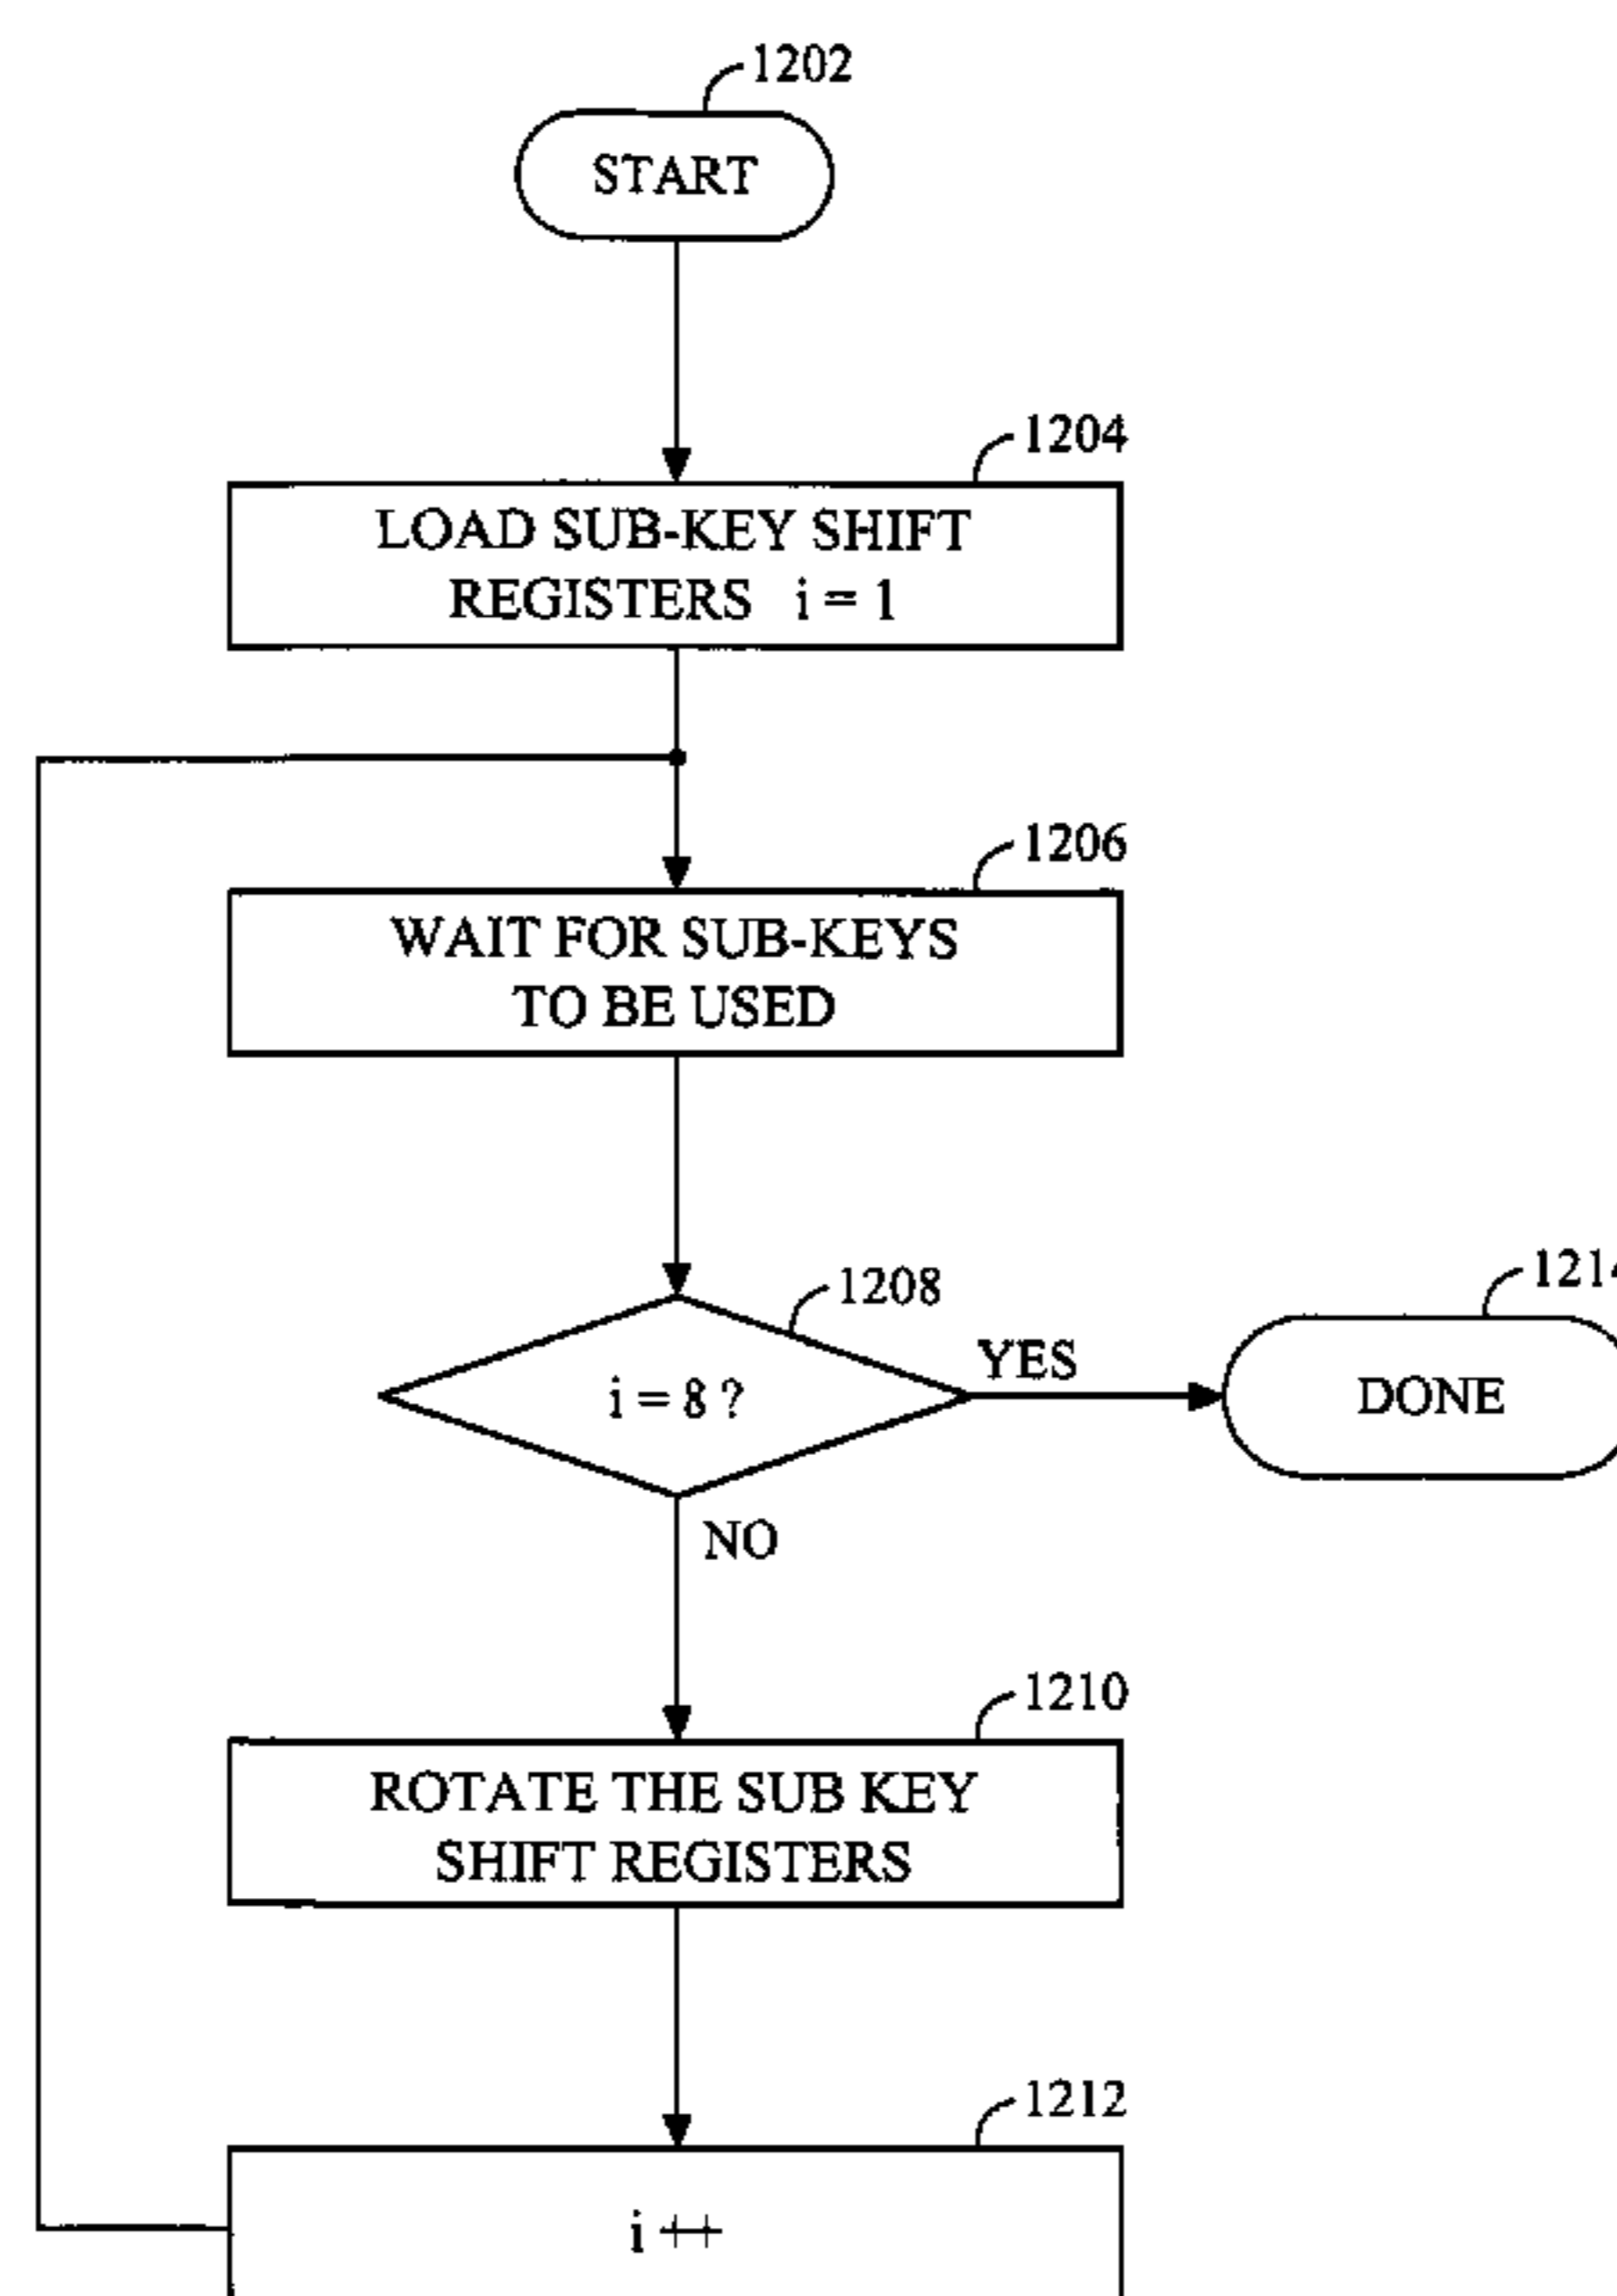 1202
START
1204
LOAD SUB-KEY SHIFT
REGISTERS i = 1
1206
WAIT FOR SUB-KEYS
TO BE USED
1208
i = 8 ?
YES
1214
DONE
NO
1210
ROTATE THE SUB KEY
SHIFT REGISTERS
1212
i ++